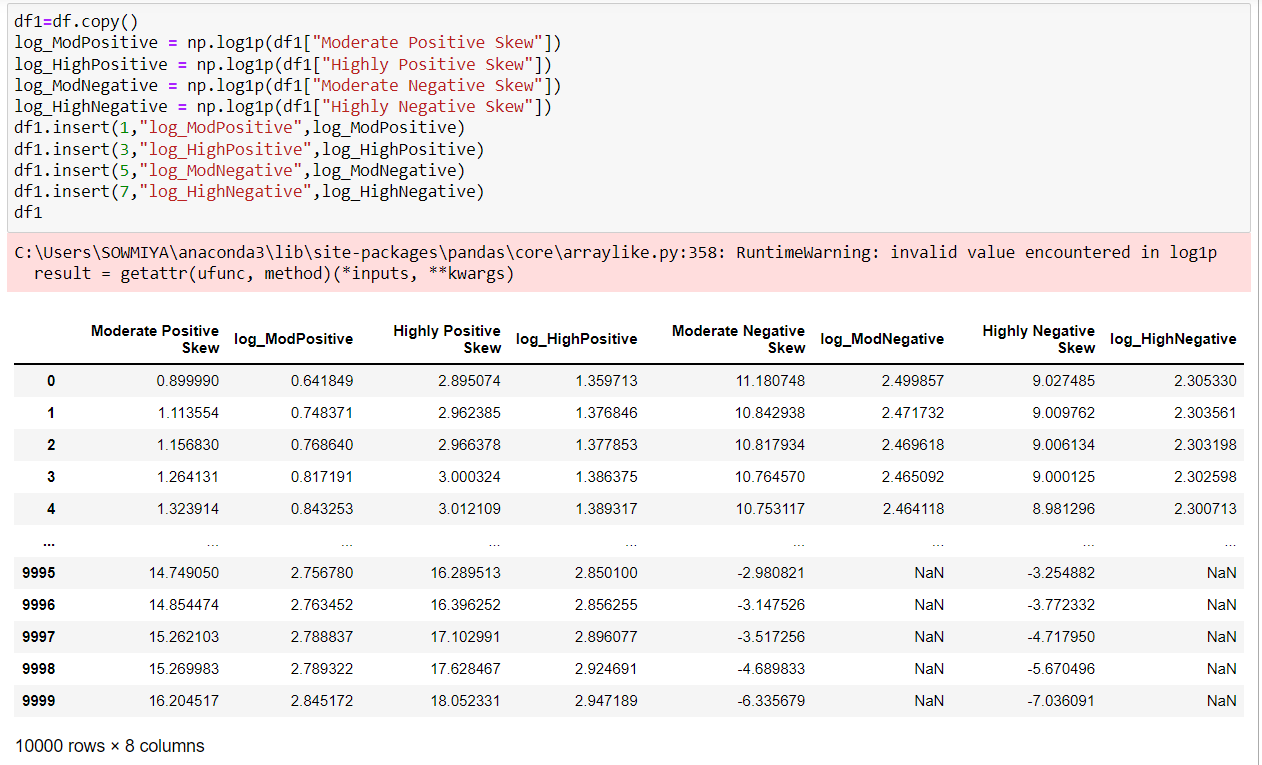 df1=df.copy()
log_ModPositive = np.log1p(df1["Moderate Positive Skew"])
log_HighPositive = np.log1p(df1["Highly Positive Skew"])
log_ModNegative = np.log1p(df1["Moderate Negative Skew"])
log_HighNegative = np.log1p(df1["Highly Negative Skew"])
df1.insert(1,"log_ModPositive",log_ModPositive)
df1.insert(3,"log_HighPositive",log_HighPositive)
df1.insert(5,"log_ModNegative",log_ModNegative)
df1.insert(7,"log_HighNegative",log_HighNegative)
df1
C:\Users\SOWMIYA\anaconda3\lib\site-packages\pandas\core\arraylike.py:358: RuntimeWarning: invalid value encountered in log1p
  result = getattr(ufunc, method)(*inputs, **kwargs)
Moderate Positive Skew log_ModPositive Highly Positive Skew log_HighPositive Moderate Negative Skew log_ModNegative Highly Negative Skew log_HighNegative
0 0.899990 0.641849 2.895074 1.359713 11.180748 2.499857 9.027485 2.305330
1 1.113554 0.748371 2.962385 1.376846 10.842938 2.471732 9.009762 2.303561
2 1.156830 0.768640 2.966378 1.377853 10.817934 2.469618 9.006134 2.303198
3 1.264131 0.817191 3.000324 1.386375 10.764570 2.465092 9.000125 2.302598
4 1.323914 0.843253 3.012109 1.389317 10.753117 2.464118 8.981296 2.300713
... ... ... ... ... ... ... ... ...
9995 14.749050 2.756780 16.289513 2.850100 -2.980821 NaN -3.254882 NaN
9996 14.854474 2.763452 16.396252 2.856255 -3.147526 NaN -3.772332 NaN
9997 15.262103 2.788837 17.102991 2.896077 -3.517256 NaN -4.717950 NaN
9998 15.269983 2.789322 17.628467 2.924691 -4.689833 NaN -5.670496 NaN
9999 16.204517 2.845172 18.052331 2.947189 -6.335679 NaN -7.036091 NaN
10000 rows × 8 columns